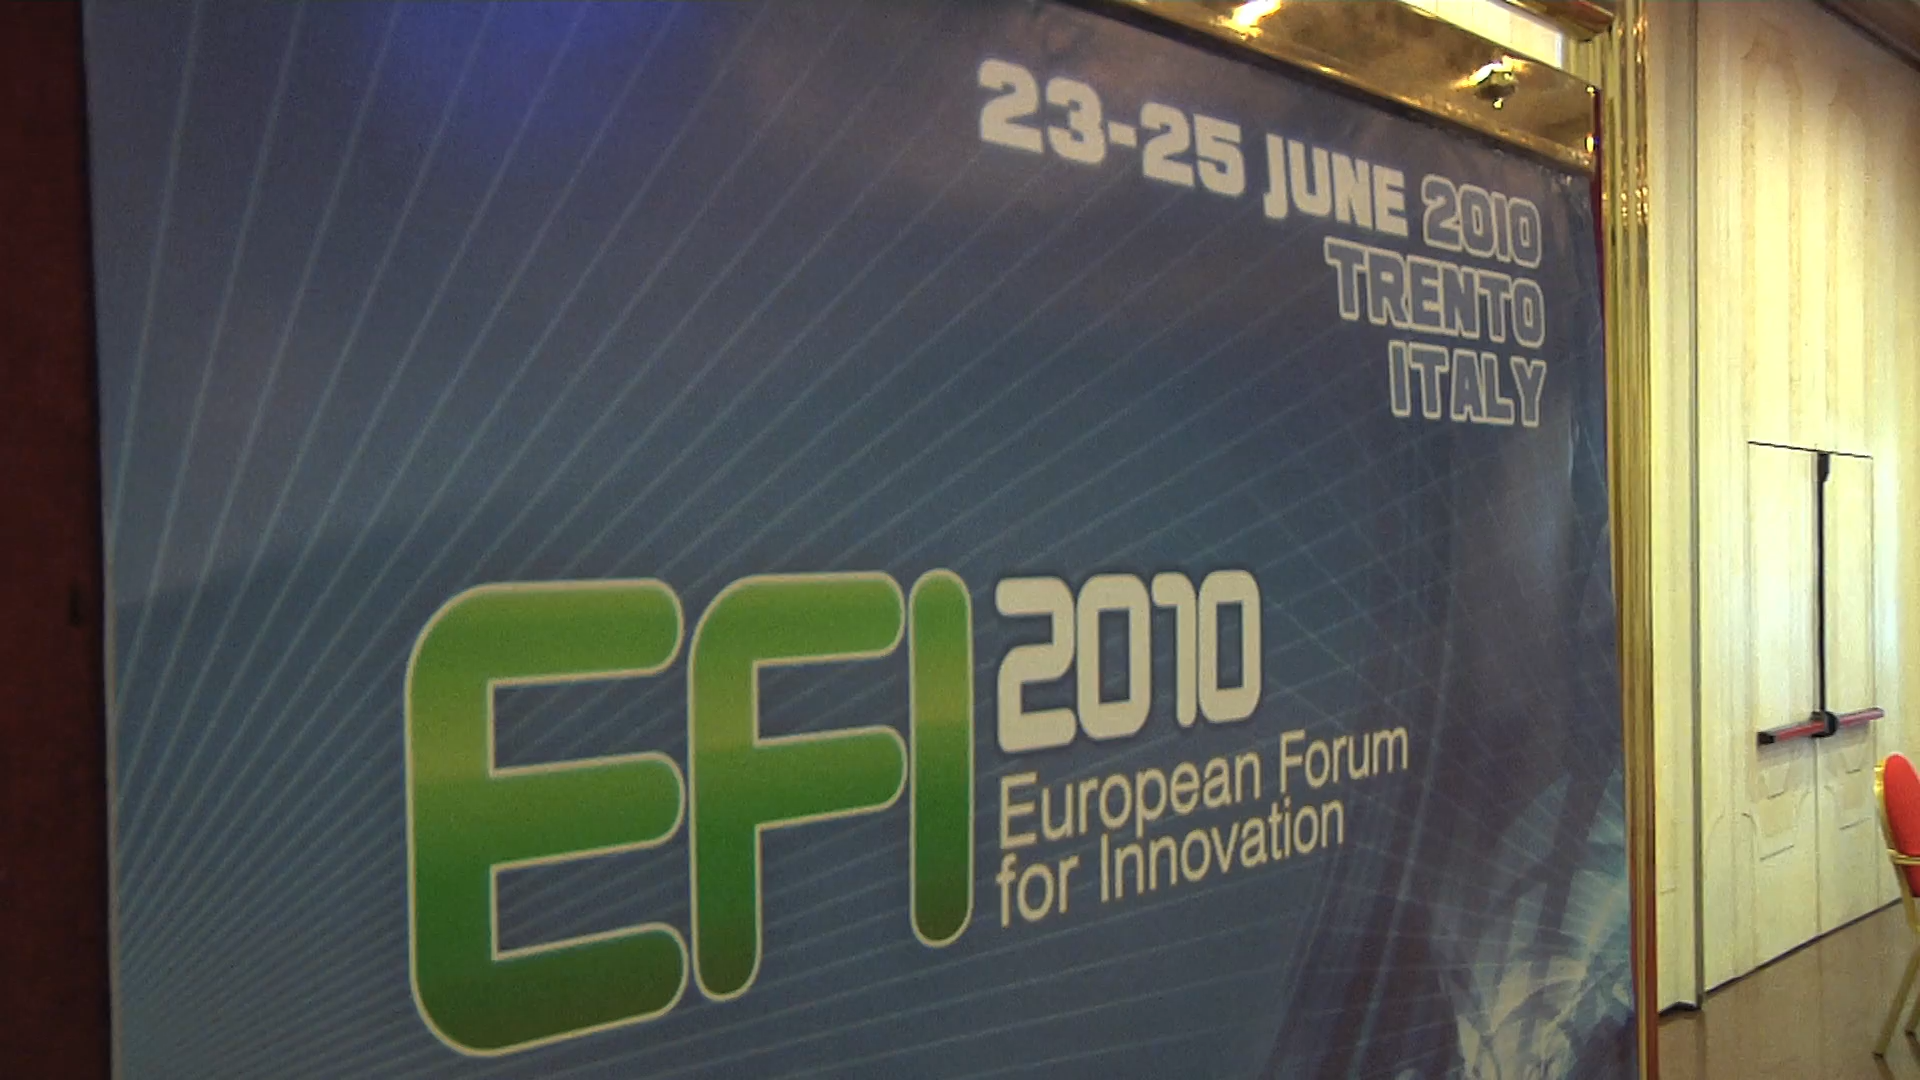 23-25 JUNE 2010
TRENTO
ITALY
EFI 2010
European Forum
for Innovation